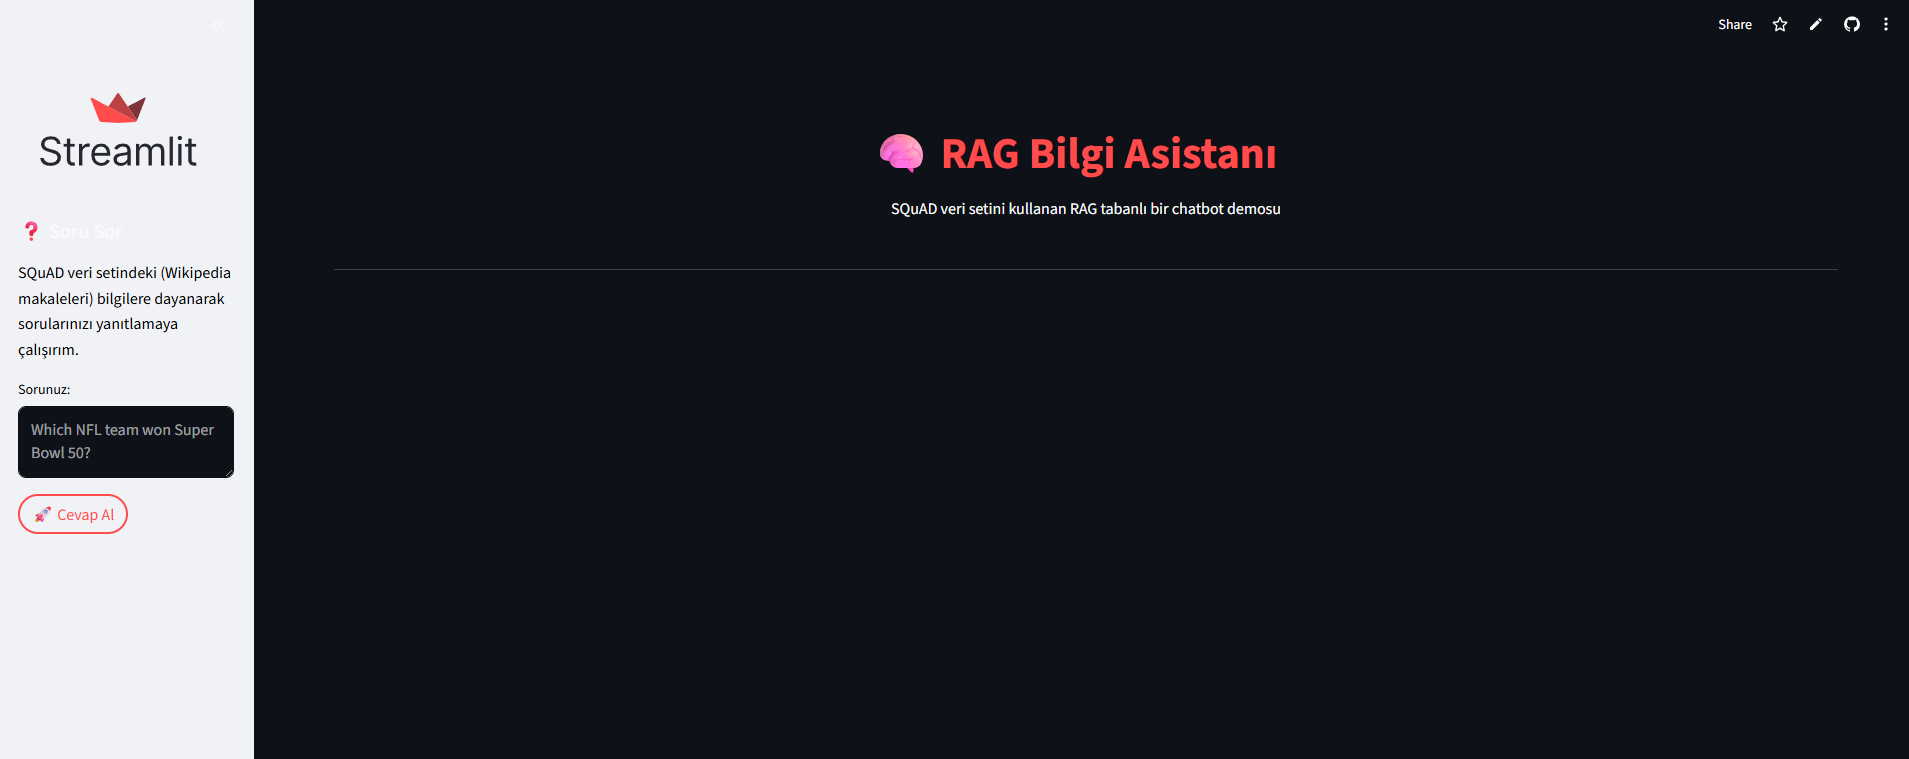 Share
Streamlit
Soru Sor
SQuAD veri setindeki (Wikipedia
makaleleri) bilgilere dayanarak
sorularınızı yanıtlamaya
çalışırım.
Sorunuz:
Which NFL team won Super
Bowl 50?
Cevap Al
RAG Bilgi Asistanı
SQuAD veri setini kullanan RAG tabanlı bir chatbot demosu